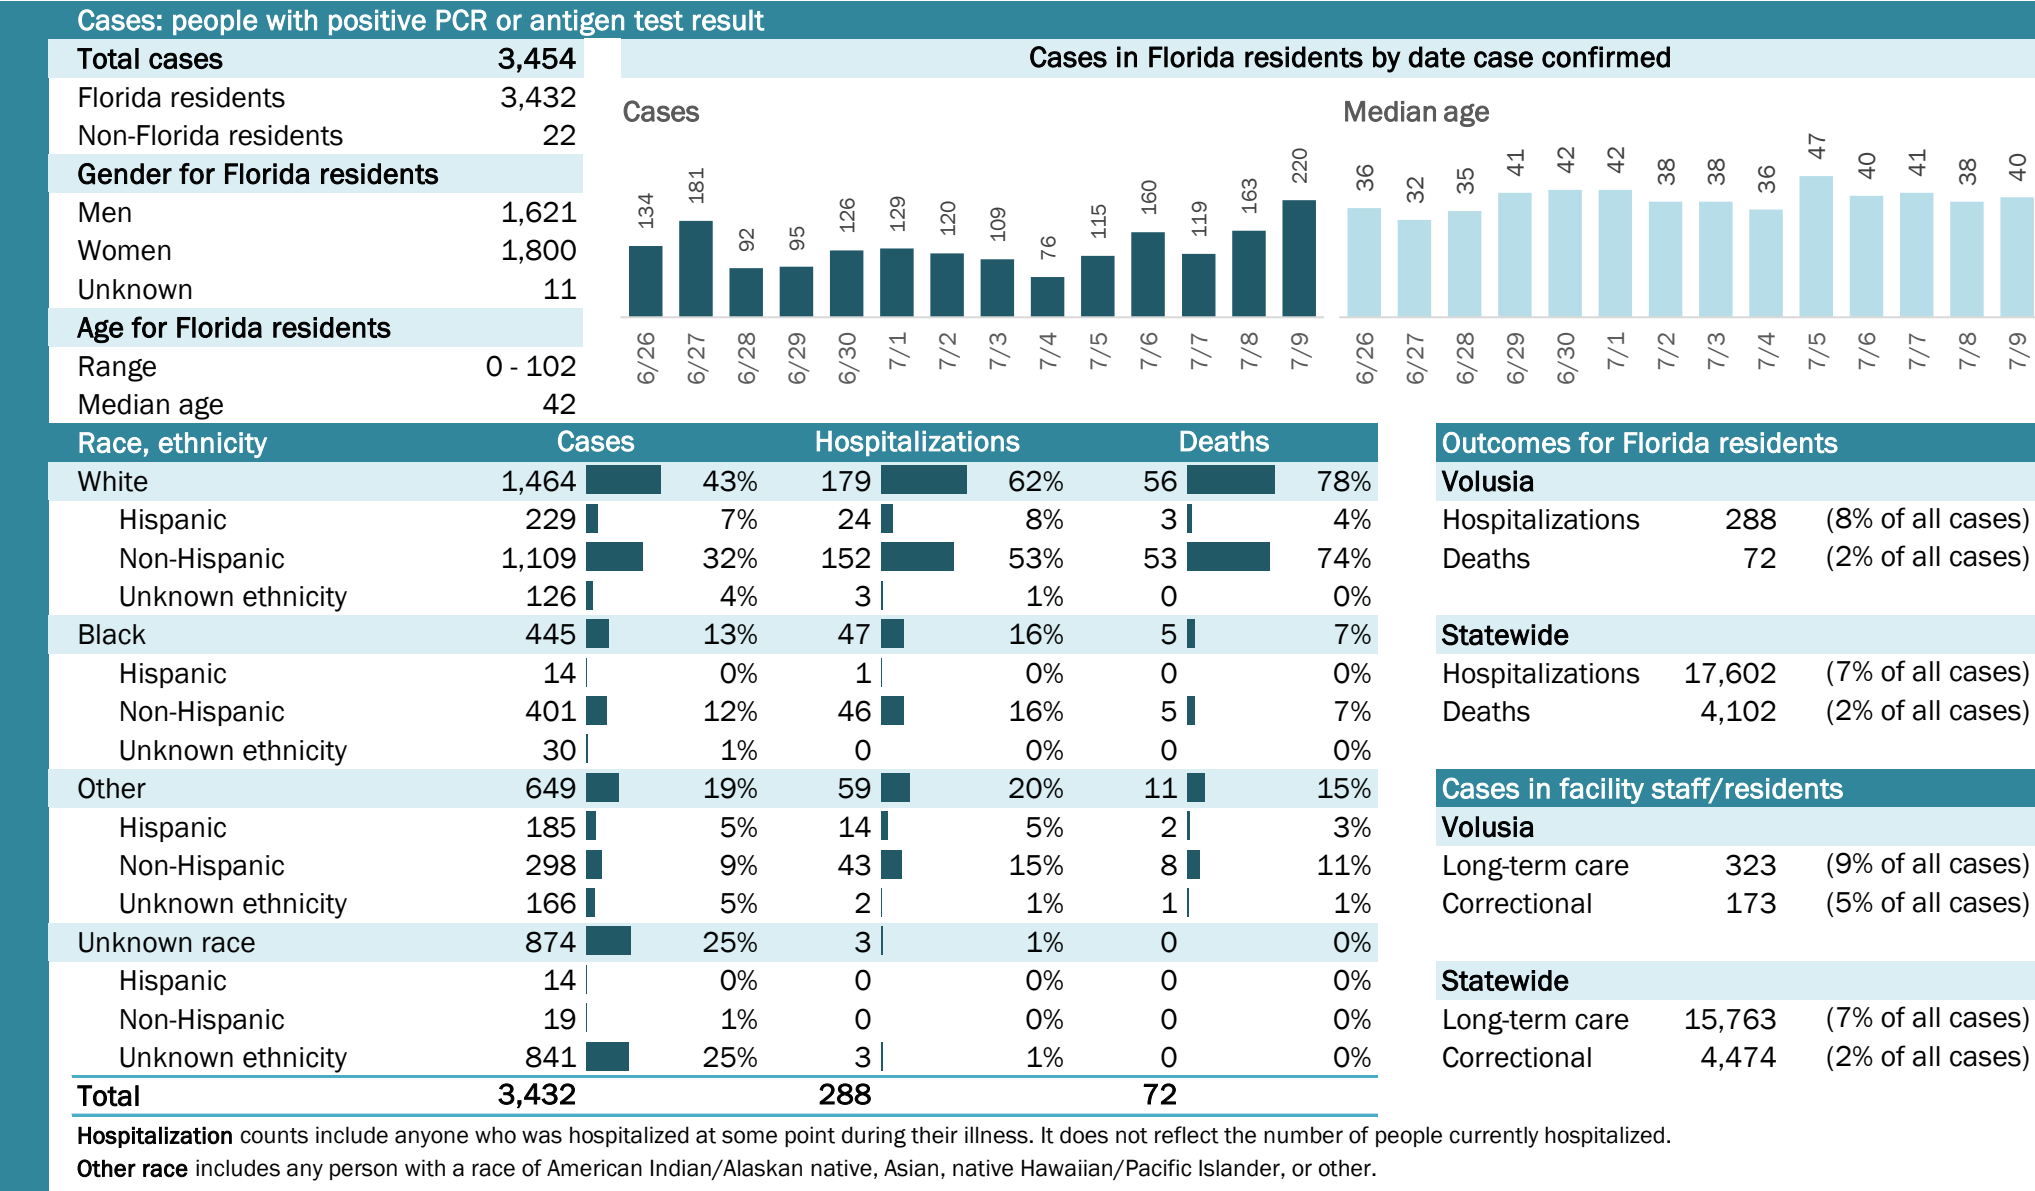 Cases: people with positive PCR or antigen test result
Total cases 3,454
Florida residents 3,432
Non-Florida residents 22
Gender for Florida residents
Men 1,621
Women 1,800
Unknown 11
Age for Florida residents
Range 0 - 102
Median age 42
Cases in Florida residents by date case confirmed
Cases
134 181 92 95 126 129 120 109 76 115 160 119 163 220
6/26 6/27 6/28 6/29 6/30 7/1 7/2 7/3 7/4 7/5 7/6 7/7 7/8 7/9
Median age
36 32 35 41 42 42 38 38 36 47 40 41 38 40
6/26 6/27 6/28 6/29 6/30 7/1 7/2 7/3 7/4 7/5 7/6 7/7 7/8 7/9
Race, ethnicity Cases Hospitalizations Deaths
White 1,464 43% 179 62% 56 78%
Hispanic 229 7% 24 8% 3 4%
Non-Hispanic 1,109 32% 152 53% 53 74%
Unknown ethnicity 126 4% 3 1% 0 0%
Black 445 13% 47 16% 5 7%
Hispanic 14 0% 1 0% 0 0%
Non-Hispanic 401 12% 46 16% 5 7%
Unknown ethnicity 30 1% 0 0% 0 0%
Other 649 19% 59 20% 11 15%
Hispanic 185 5% 14 5% 2 3%
Non-Hispanic 298 9% 43 15% 8 11%
Unknown ethnicity 166 5% 2 1% 1 1%
Unknown race 874 25% 3 1% 0 0%
Hispanic 14 0% 0 0% 0 0%
Non-Hispanic 19 1% 0 0% 0 0%
Unknown ethnicity 841 25% 3 1% 0 0%
Total 3,432 288 72
Outcomes for Florida residents
Volusia
Hospitalizations 288 (8% of all cases)
Deaths 72 (2% of all cases)
Statewide
Hospitalizations 17,602 (7% of all cases)
Deaths 4,102 (2% of all cases)
Cases in facility staff/residents
Volusia
Long-term care 323 (9% of all cases)
Correctional 173 (5% of all cases)
Statewide
Long-term care 15,763 (7% of all cases)
Correctional 4,474 (2% of all cases)
Hospitalization counts include anyone who was hospitalized at some point during their illness. It does not reflect the number of people currently hospitalized.
Other race includes any person with a race of American Indian/Alaskan native, Asian, native Hawaiian/Pacific Islander, or other.